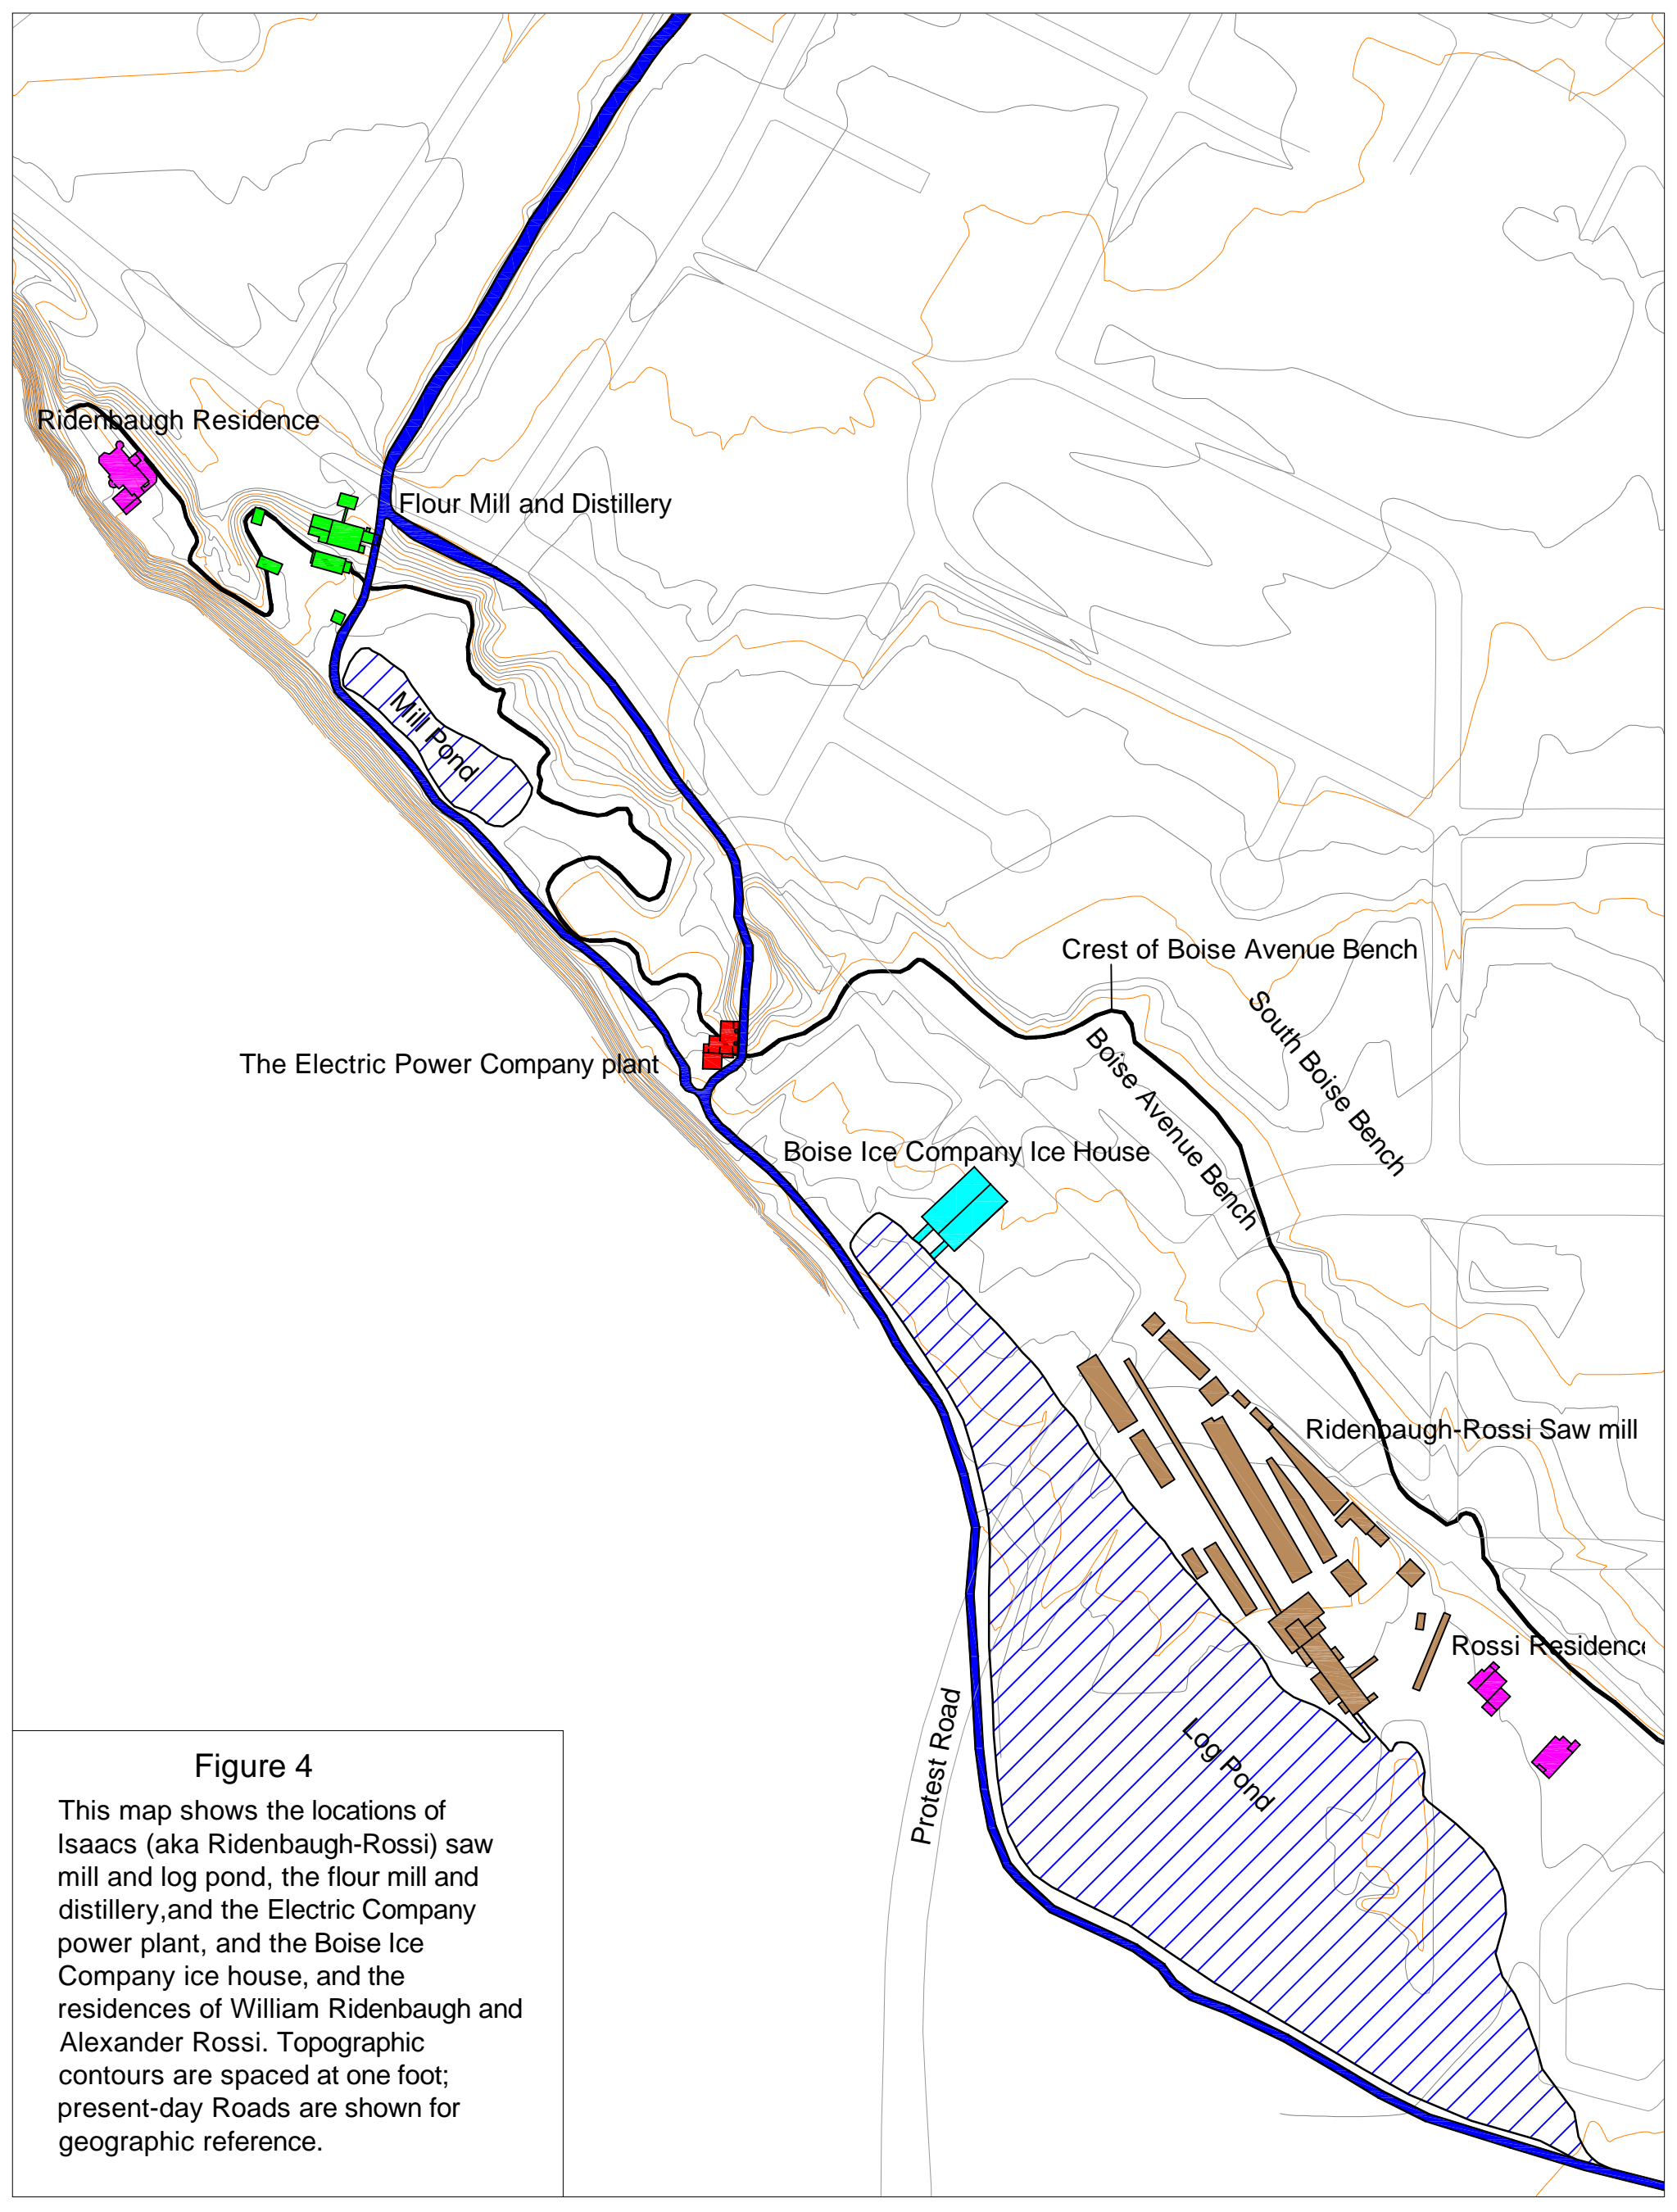 Ridenbaugh Residence
Flour Mill and Distillery
Mill Pond
Crest of Boise Avenue Bench
South Boise Bench
Boise Avenue Bench
The Electric Power Company plant
Boise Ice Company Ice House
Ridenbaugh-Rossi Saw mill
Rossi Residence
Protest Road
Log Pond
Figure 4
This map shows the locations of
Isaacs (aka Ridenbaugh-Rossi) saw
mill and log pond, the flour mill and
distillery,and the Electric Company
power plant, and the Boise Ice
Company ice house, and the
residences of William Ridenbaugh and
Alexander Rossi. Topographic
contours are spaced at one foot;
present-day Roads are shown for
geographic reference.